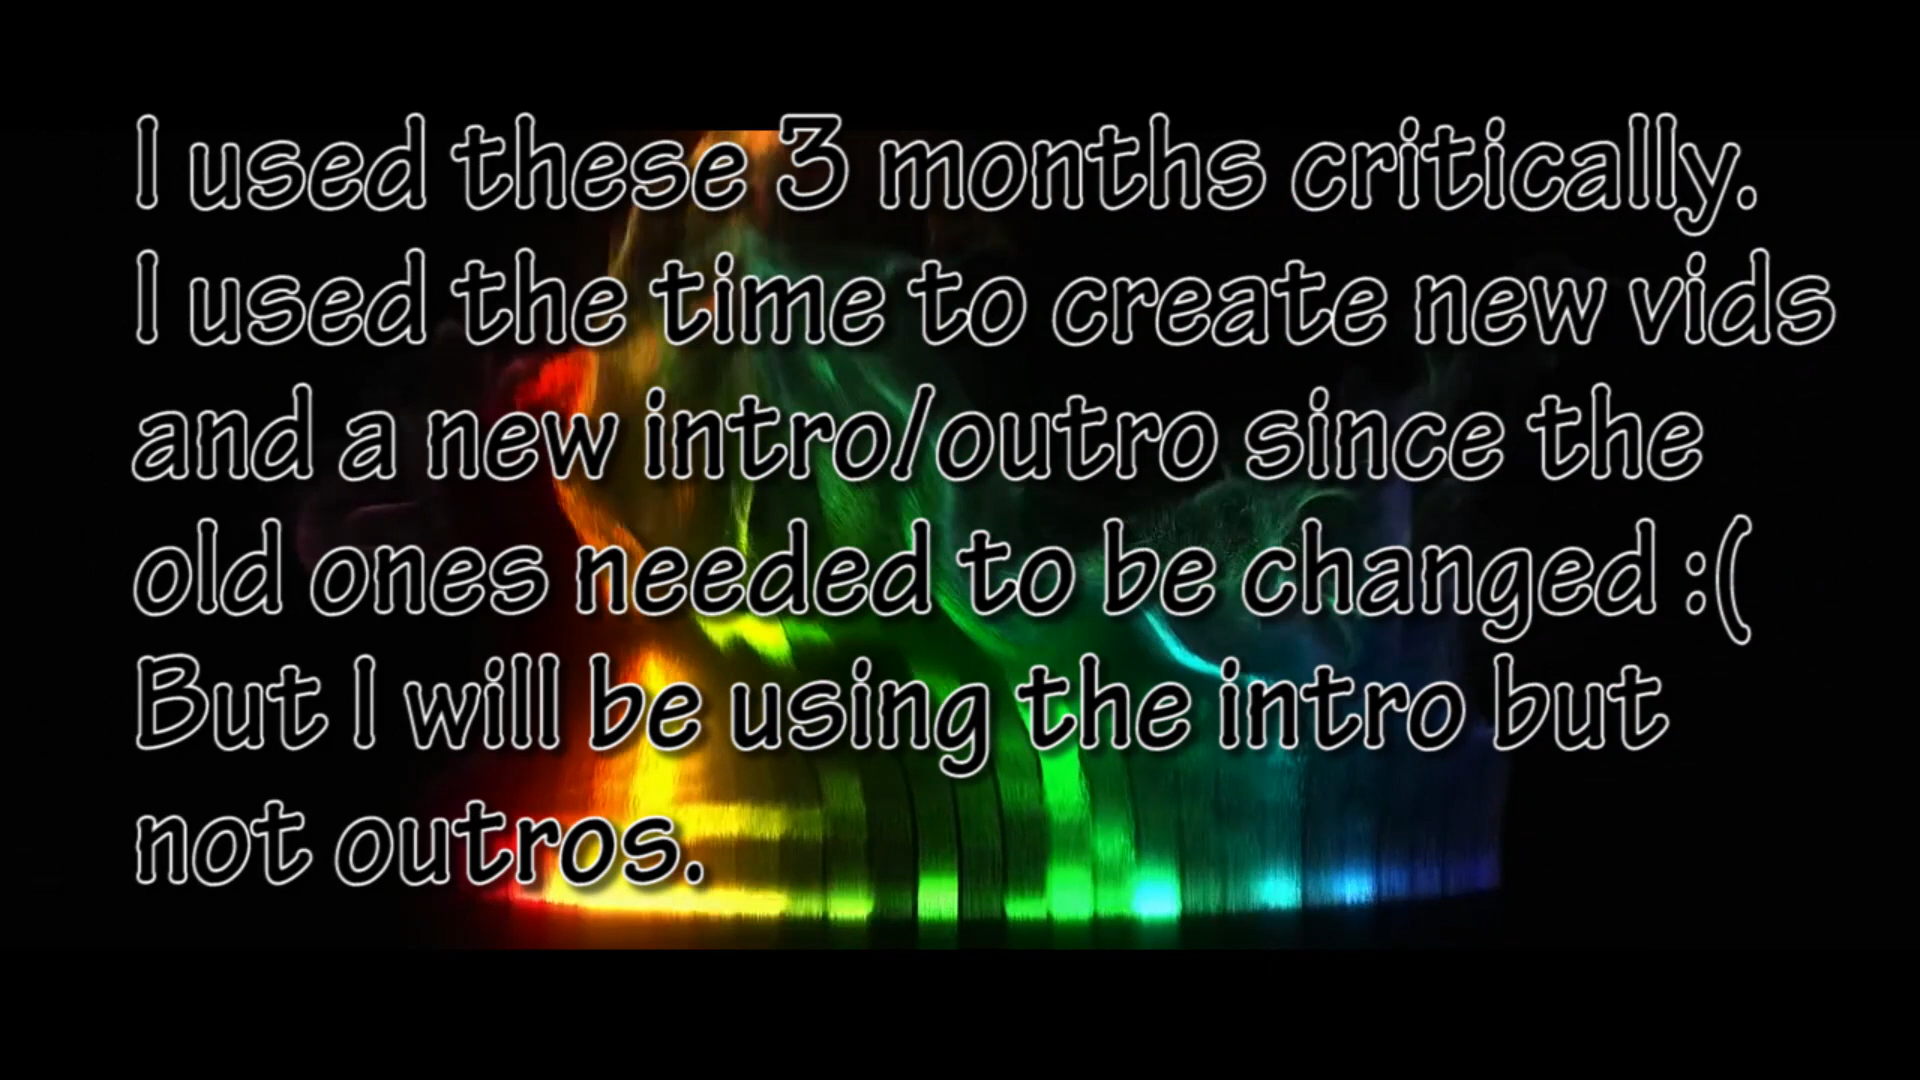 I used these 3 months critically.
I used the time to create new vids
and a new intro/outro since the
old ones needed to be changed :(
But I will be using the intro but
not outros.